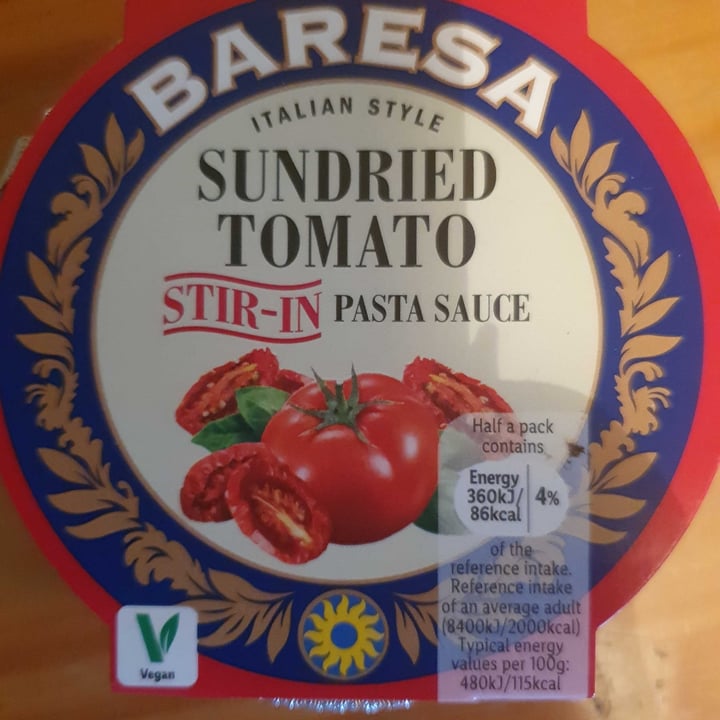 BARESA
ITALIAN STYLE
SUNDRIED
TOMATO
STIR-IN PASTA SAUCE
Half a pack
contains
Energy
360kJ/
86kcal
4%
of the
reference intake.
Reference intake
of an average adult
(8400kJ/2000kcal)
Typical energy
values per 100g:
480kJ/115kcal
Vegan